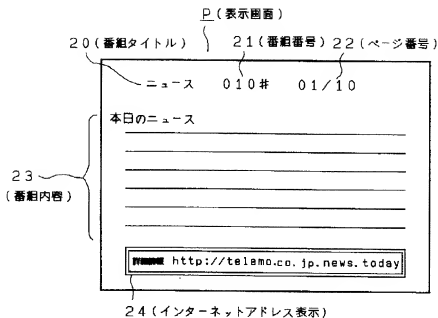 P(表示画面)
20(番組タイトル)
21(番組番号)
22(ページ番号)
ニュース 010# 01/10
本日のニュース
23
(番組内容)
http://telemo.co.jp.news.today
24(インターネットアドレス表示)